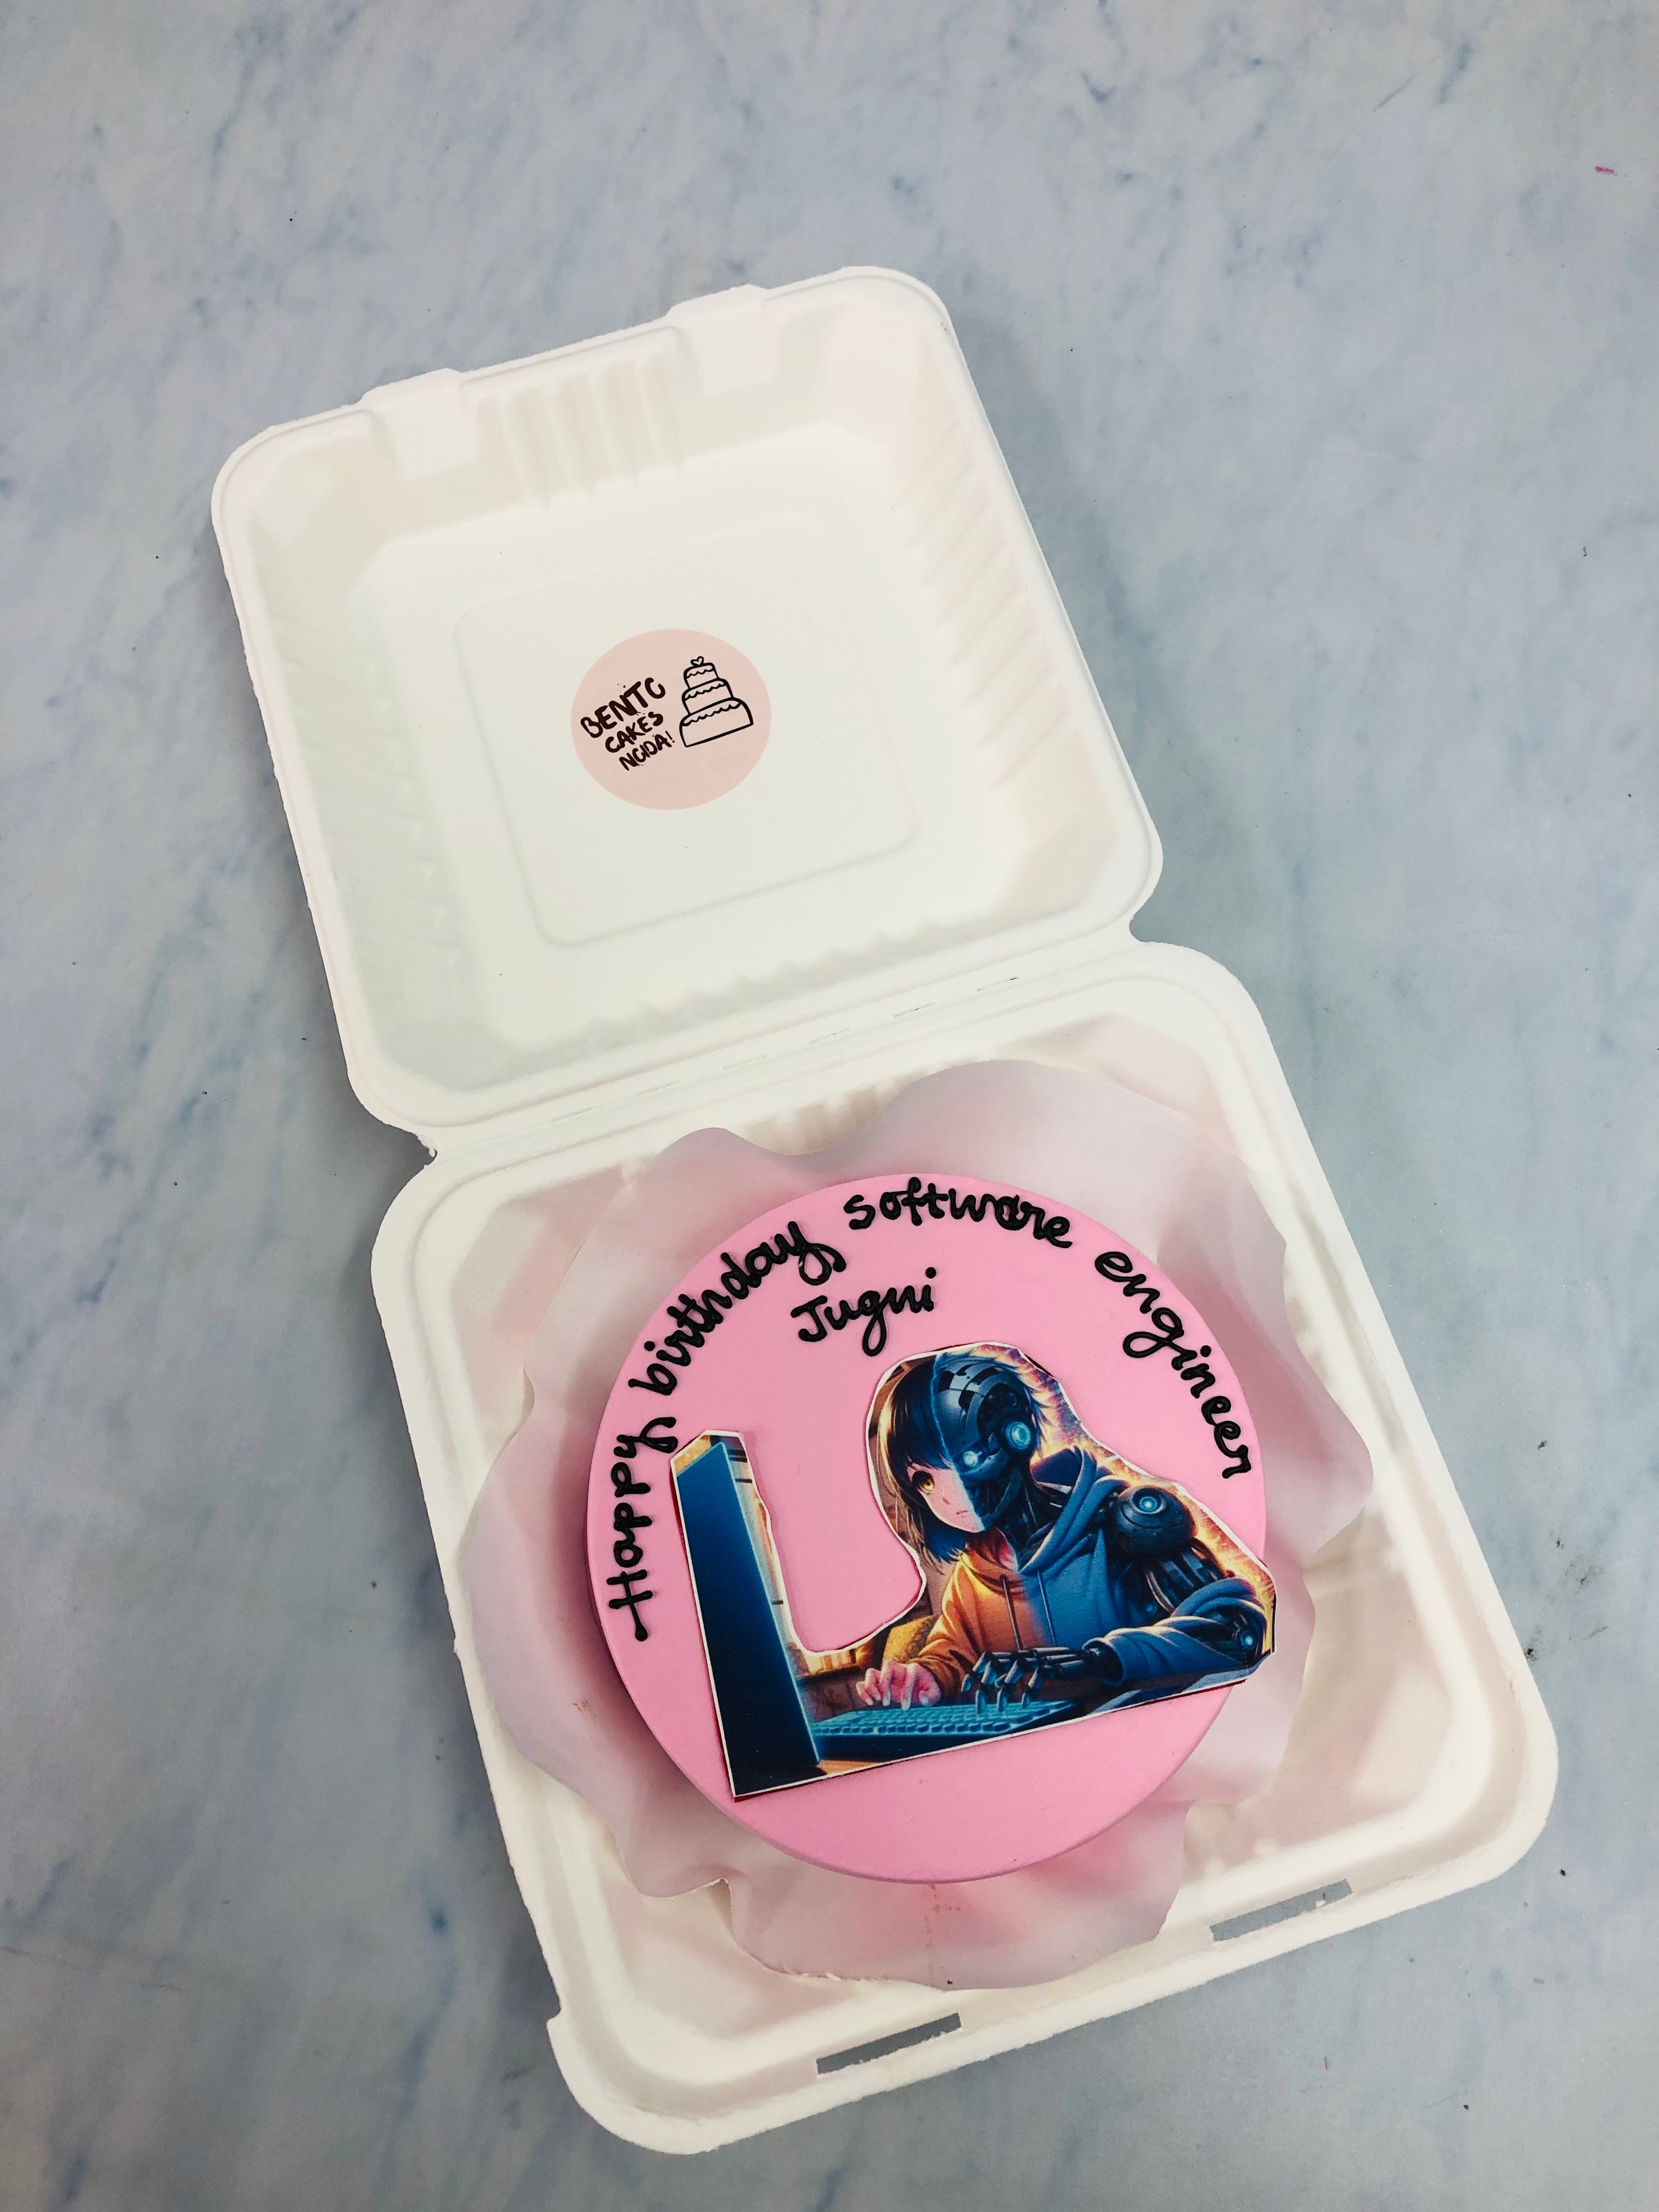 BENTO
CAKES
NOIDA!
Happy birthday software engineer
Jugni